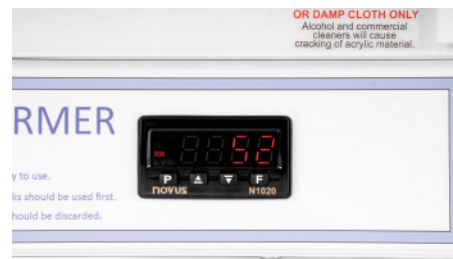 OR DAMP CLOTH ONLY
Alcohol and commercial
cleaners will cause
cracking of acrylic material.
RMER
y to use.
ks should be used first.
hould be discarded.
RUN
52
P
F
novus
N1020